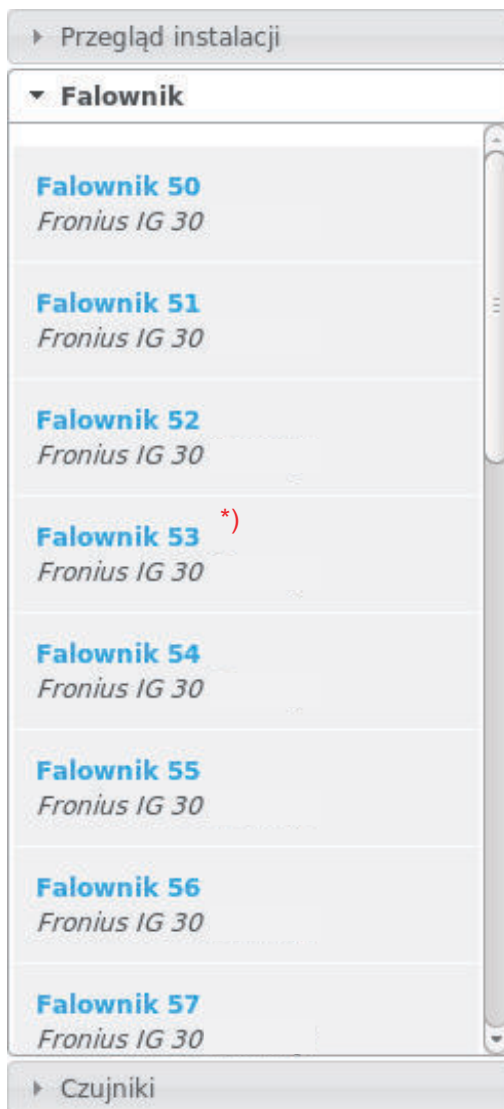 Przegląd instalacji
Falownik
Falownik 50
Fronius IG 30
Falownik 51
Fronius IG 30
Falownik 52
Fronius IG 30
*)
Falownik 53
Fronius IG 30
Falownik 54
Fronius IG 30
Falownik 55
Fronius IG 30
Falownik 56
Fronius IG 30
Falownik 57
Fronius IG 30
Czujniki